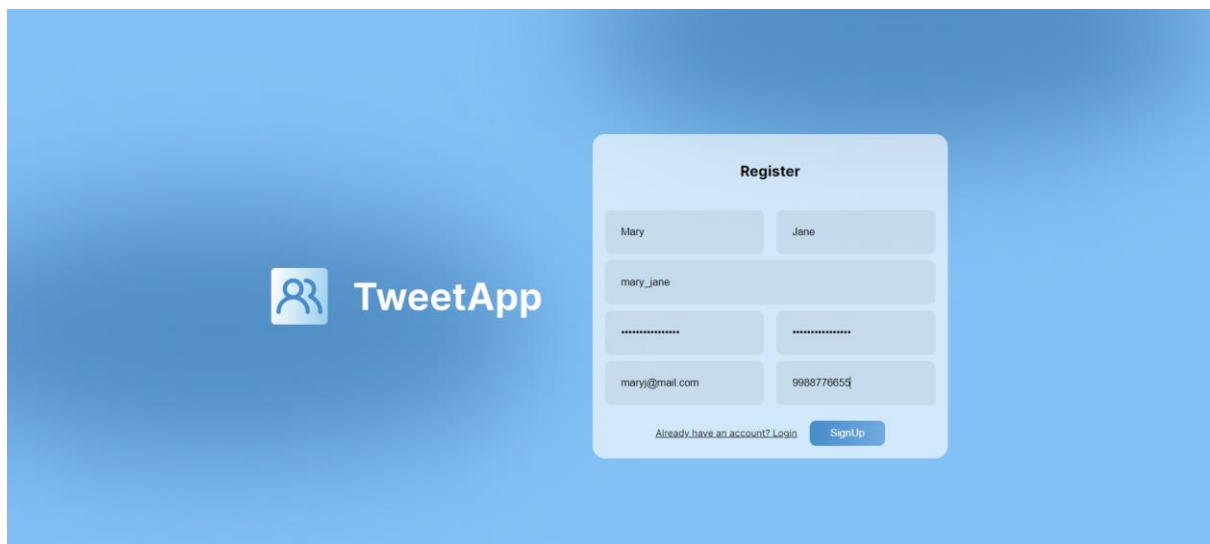 TweetApp
Register
Mary Jane
mary_jane
•••••••••••••••• ••••••••••••••••
maryj@mail.com 9988776655
Already have an account? Login SignUp